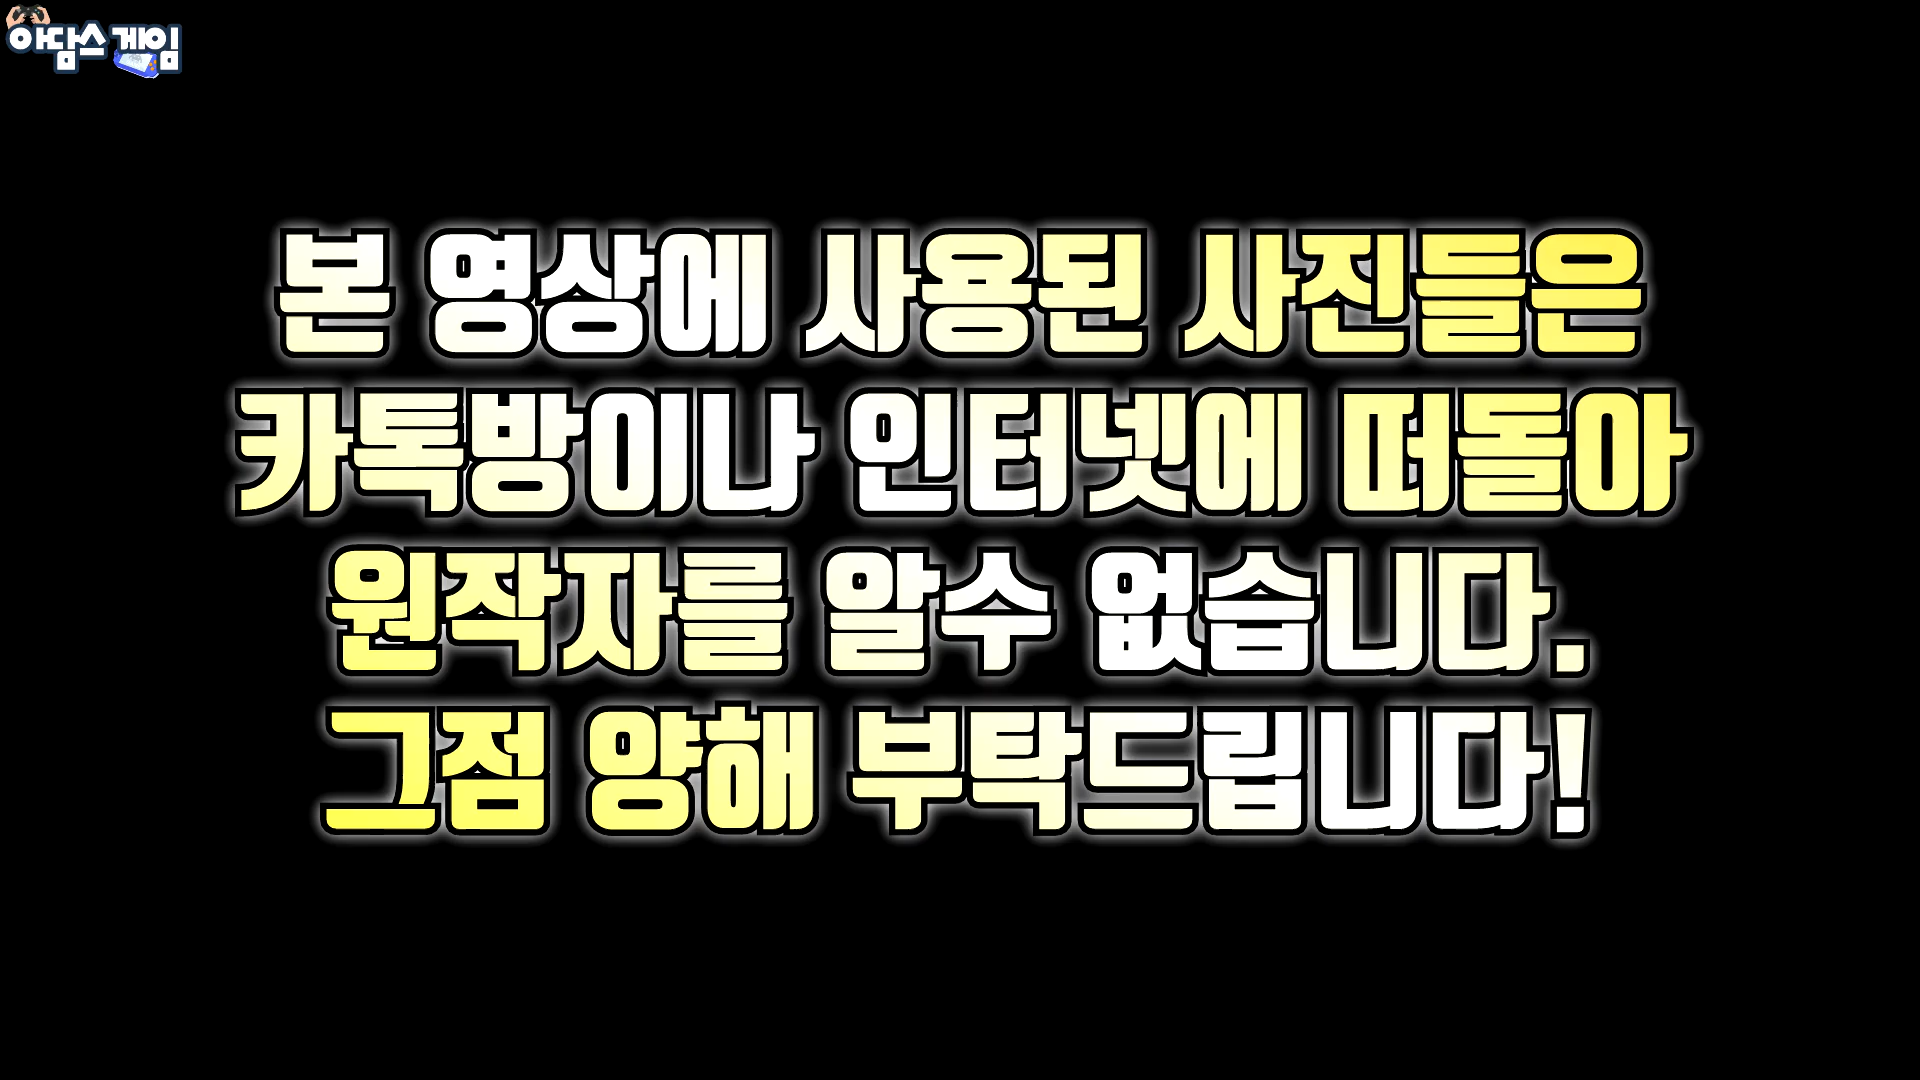 아담스 게임
본 영상에 사용된 사진들은
카톡방이나 인터넷에 떠돌아
원작자를 알수 없습니다.
그점 양해 부탁드립니다!